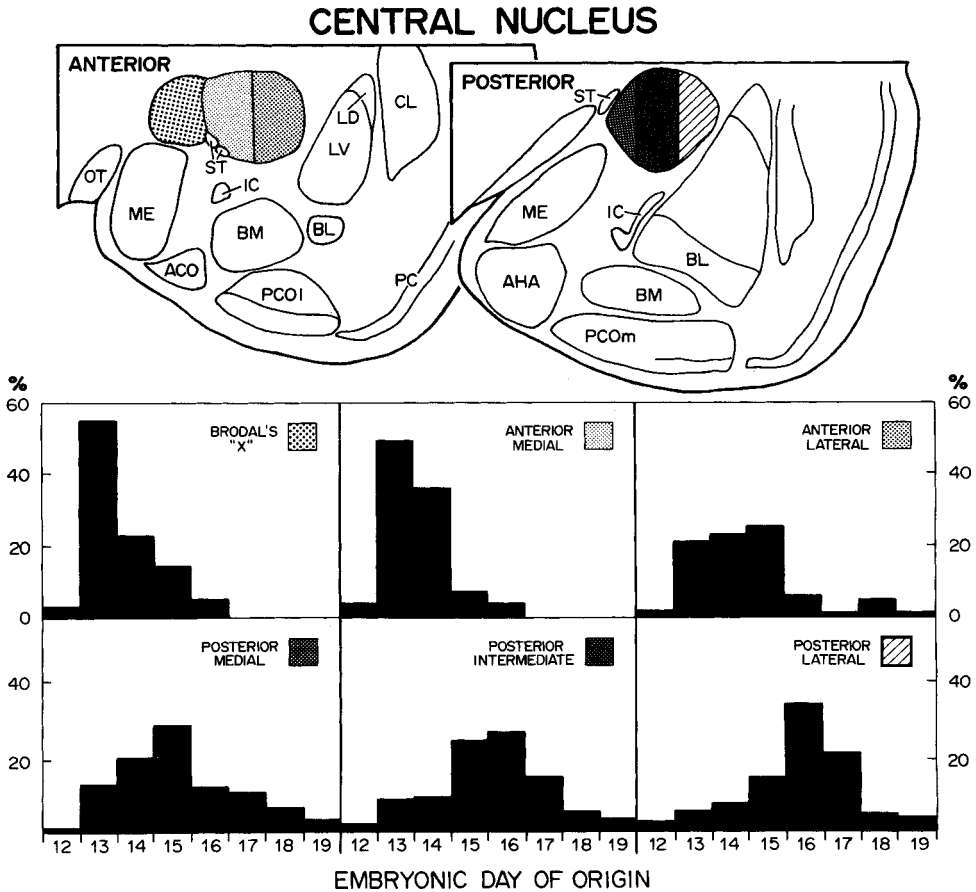 CENTRAL NUCLEUS
ANTERIOR
POSTERIOR
ST
LD
CL
LV
ST
OT
IC
ME
BM
BL
ACO
PCOl
PC
ME
IC
BL
AHA
BM
PCOm
%
%
60
60
BRODAL'S
"X"
ANTERIOR
MEDIAL
ANTERIOR
LATERAL
40
40
20
20
0
0
POSTERIOR
MEDIAL
POSTERIOR
INTERMEDIATE
POSTERIOR
LATERAL
40
40
20
20
12 13 14 15 16 17 18 19 12 13 14 15 16 17 18 19 12 13 14 15 16 17 18 19
EMBRYONIC DAY OF ORIGIN